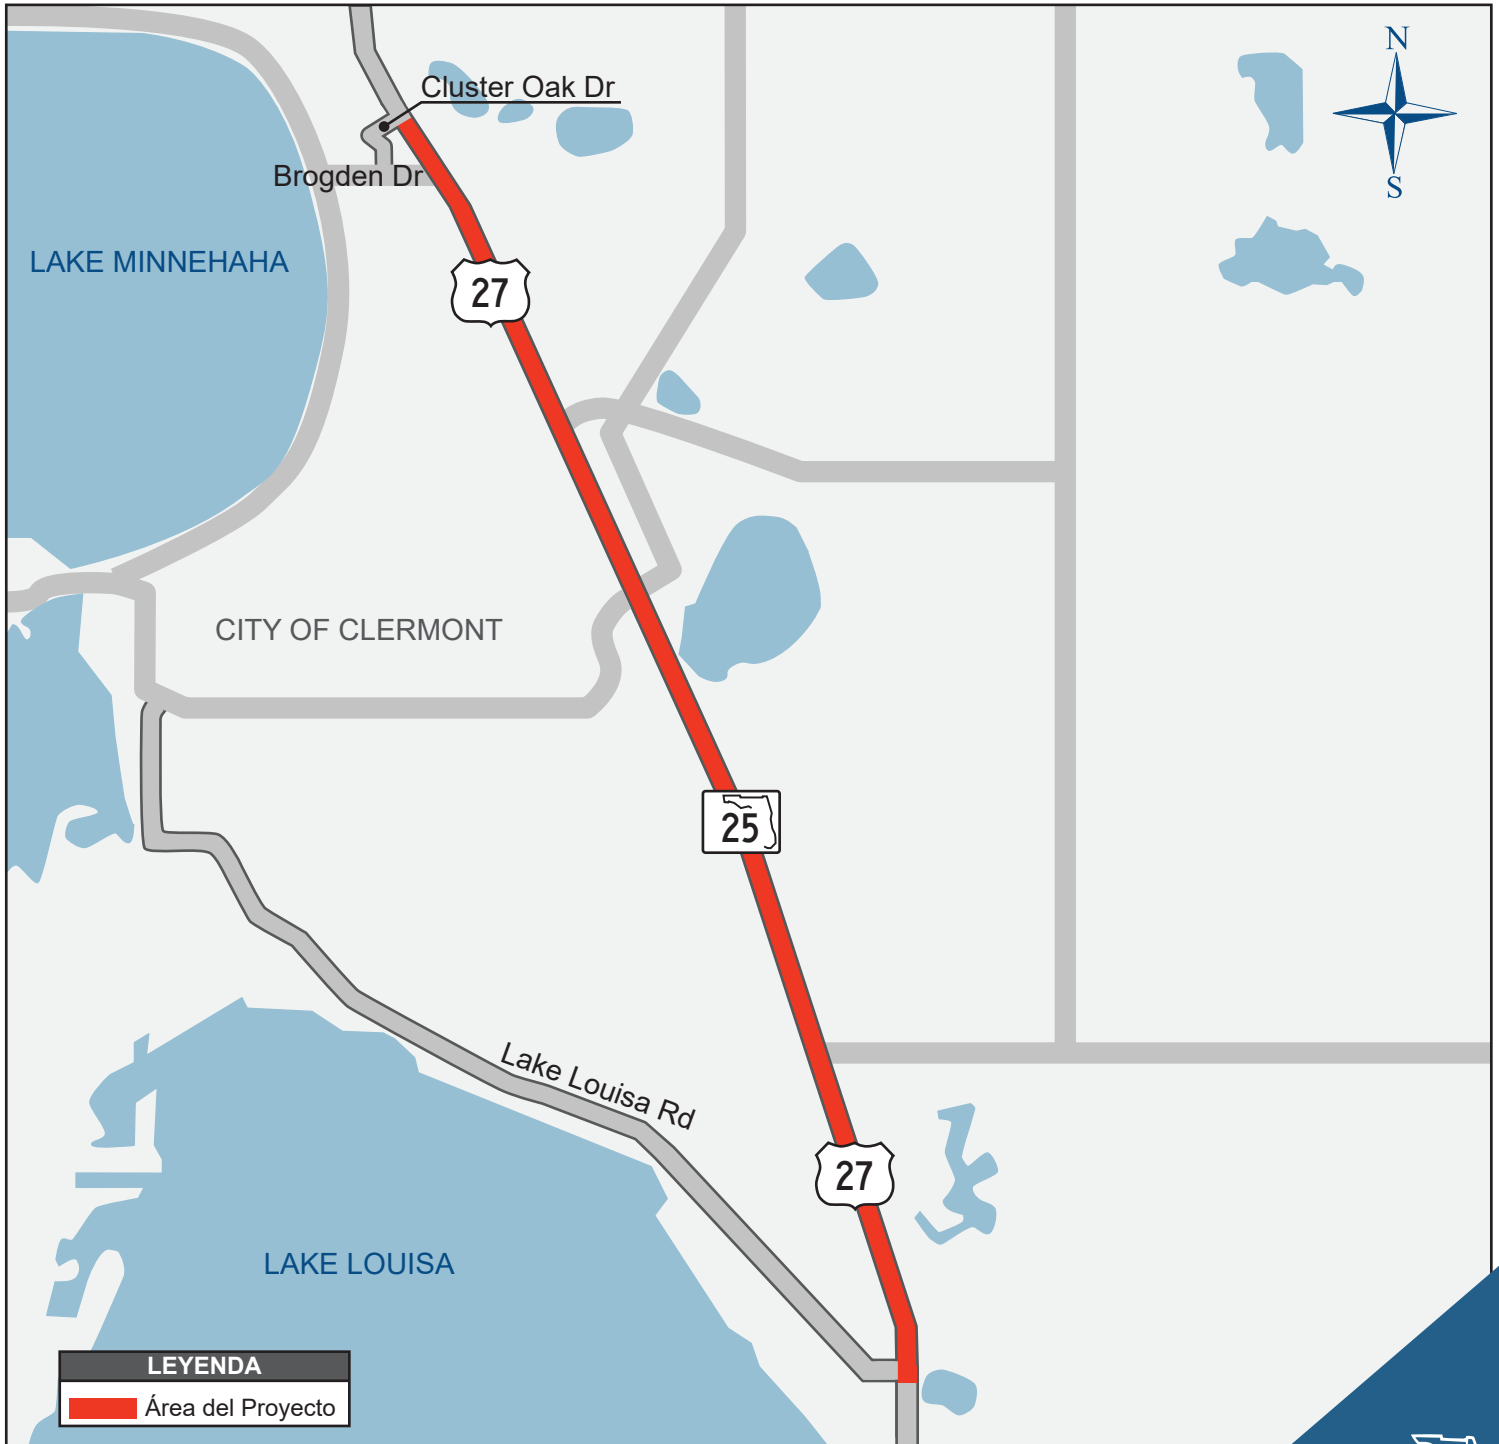 N
Cluster Oak Dr
Brogden Dr
S
LAKE MINNEHAHA
27
CITY OF CLERMONT
25
Lake Louisa Rd
27
LAKE LOUISA
LEYENDA
Área del Proyecto